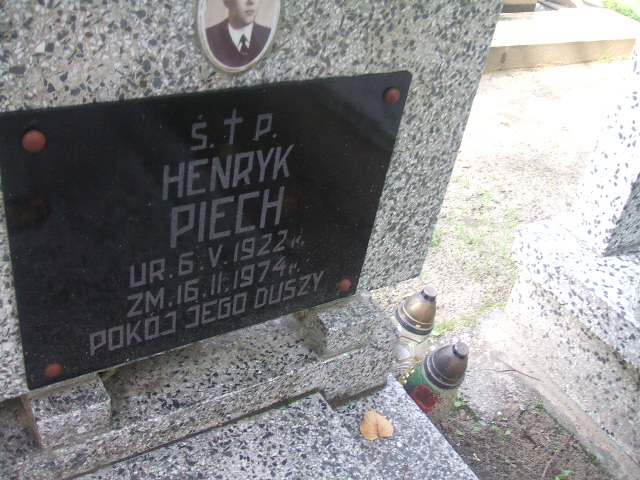 Ś. † P.
HENRYK
PIECH
UR. 6. V. 1922 r.
ZM. 16. II. 1974 r.
POKÓJ JEGO DUSZY